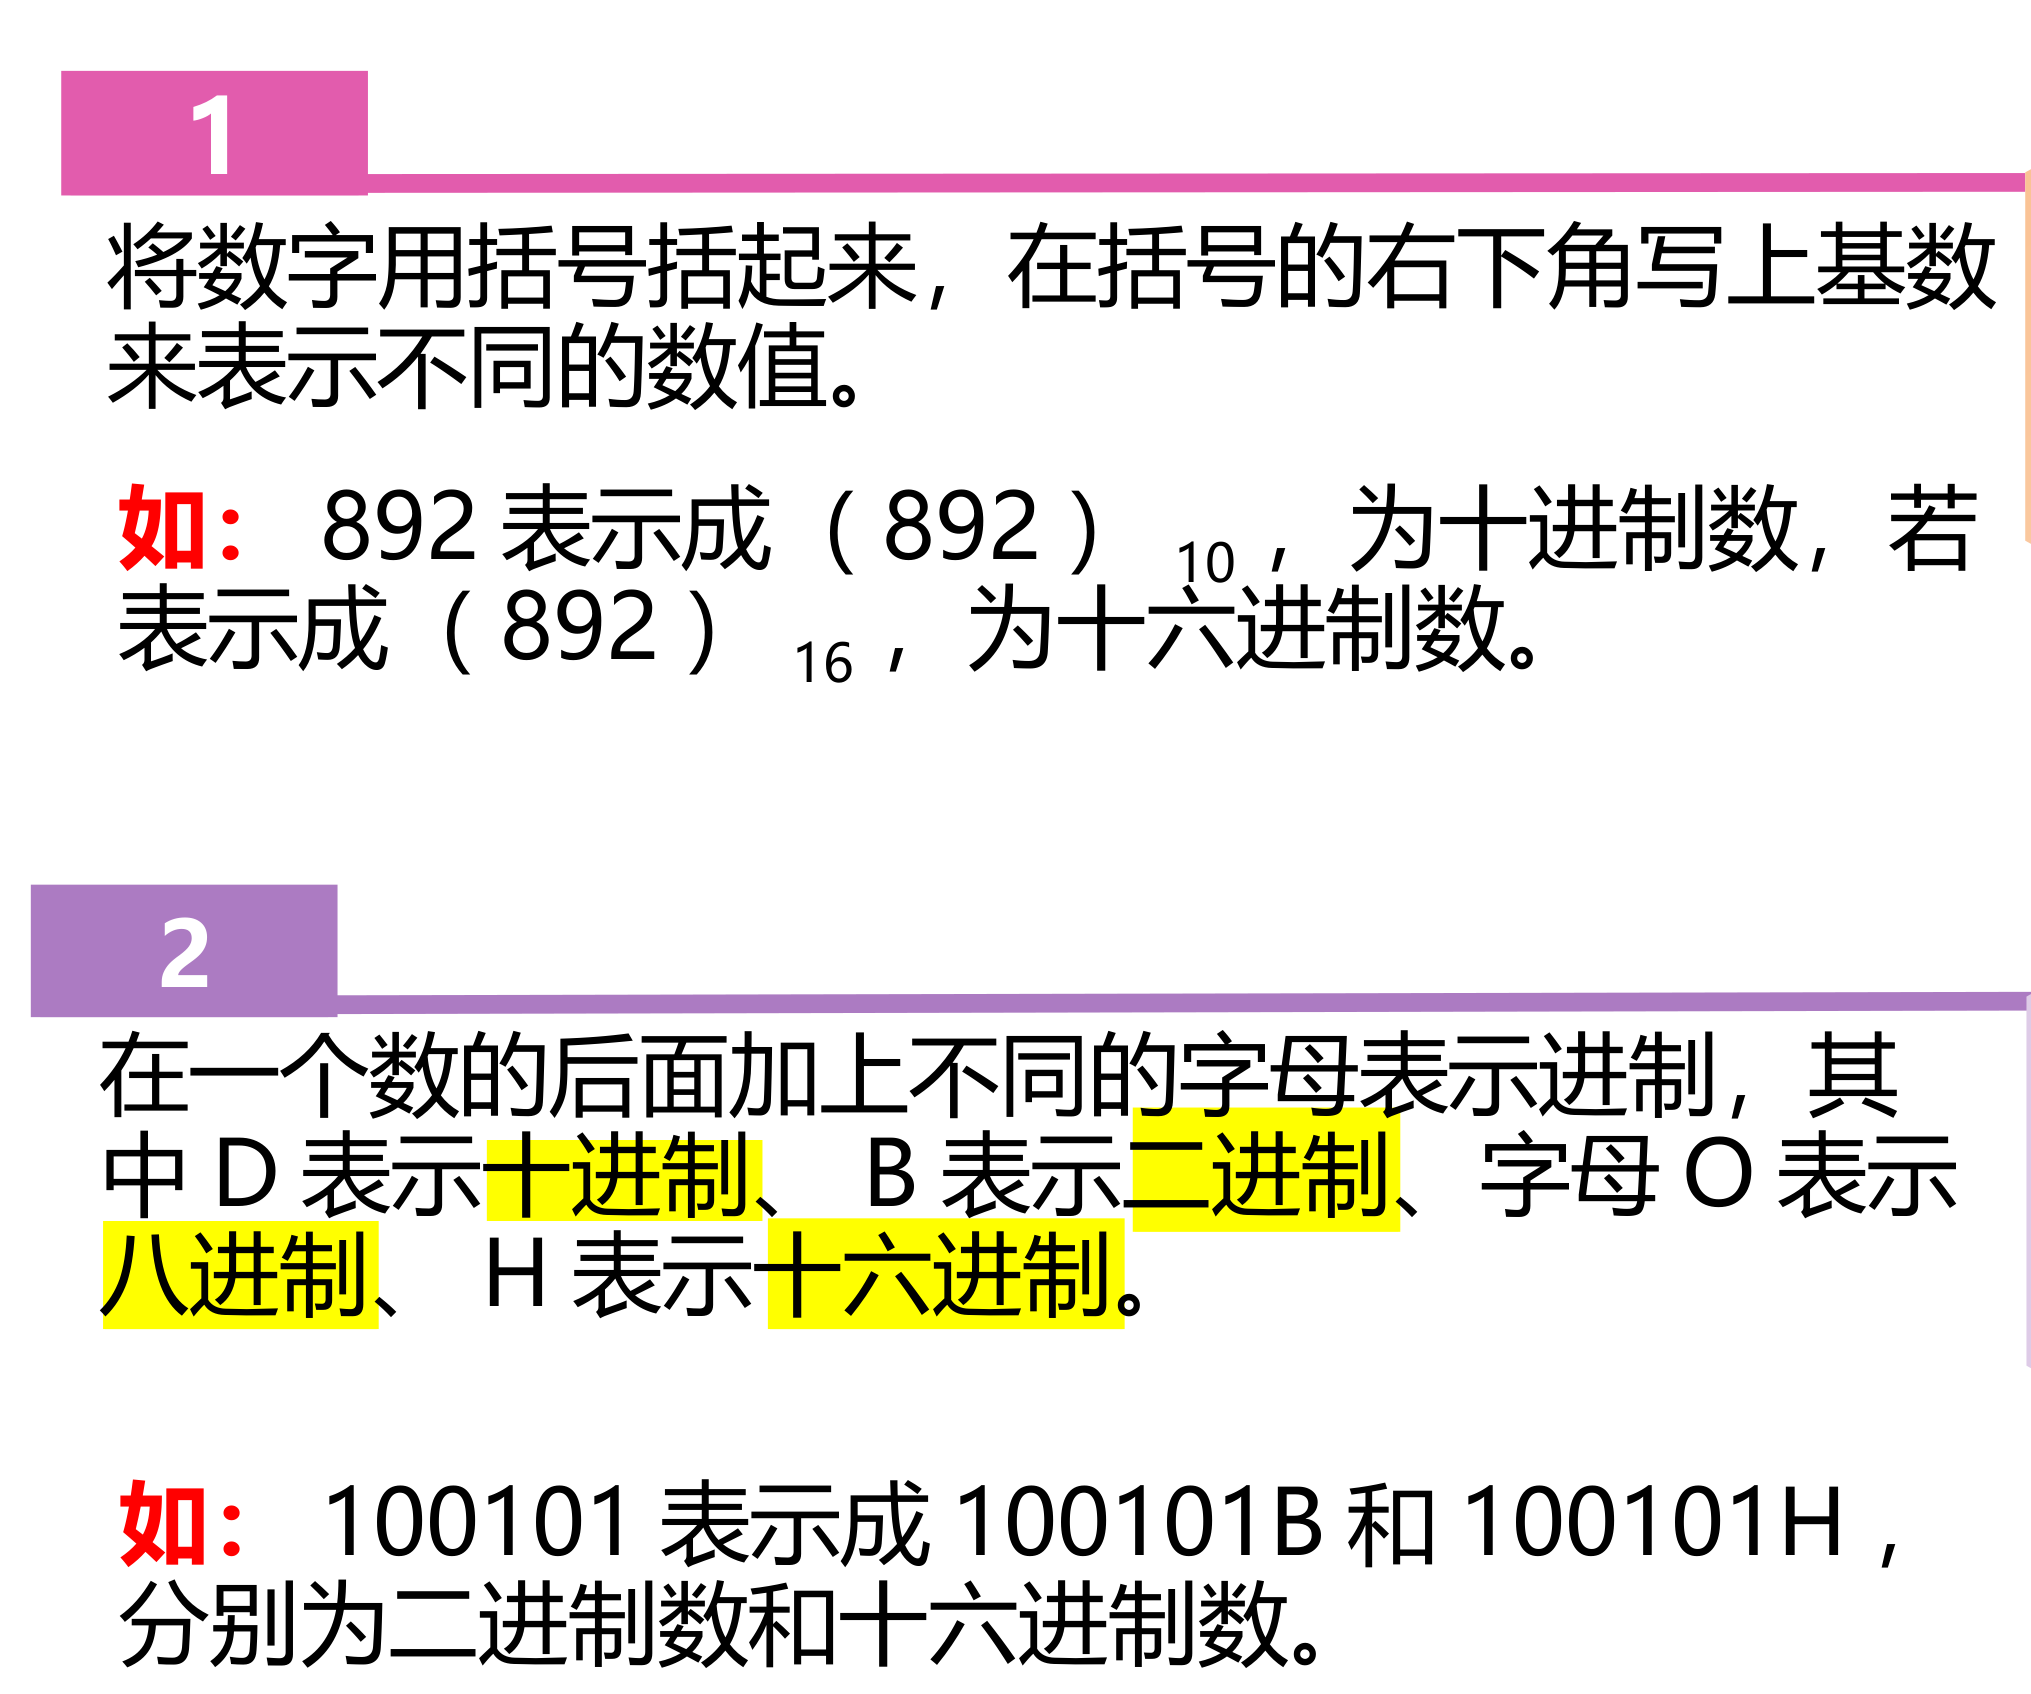 1
将数字用括号括起来，在括号的右下角写上基数
来表示不同的数值。
如： 892 表示成（ 892 ） 10 ， 为十进制数，若
表示成（ 892 ） 16 ， 为十六进制数。
2
在一个数的后面加上不同的字母表示进制，其
中 D 表示十进制、 B 表示二进制、字母 O 表示
八进制、 H 表示十六进制。
如： 100101 表示成 100101B 和 100101H ，
分别为二进制数和十六进制数。